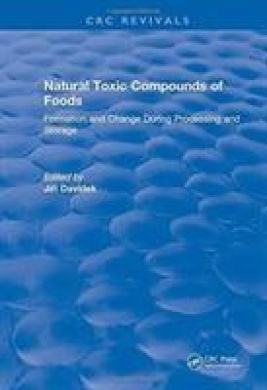 CRC REVIVALS
Natural Toxic Compounds of
Foods
Formation and Change During Processing and
Storage
Edited by
Jiří Davídek
CRC Press